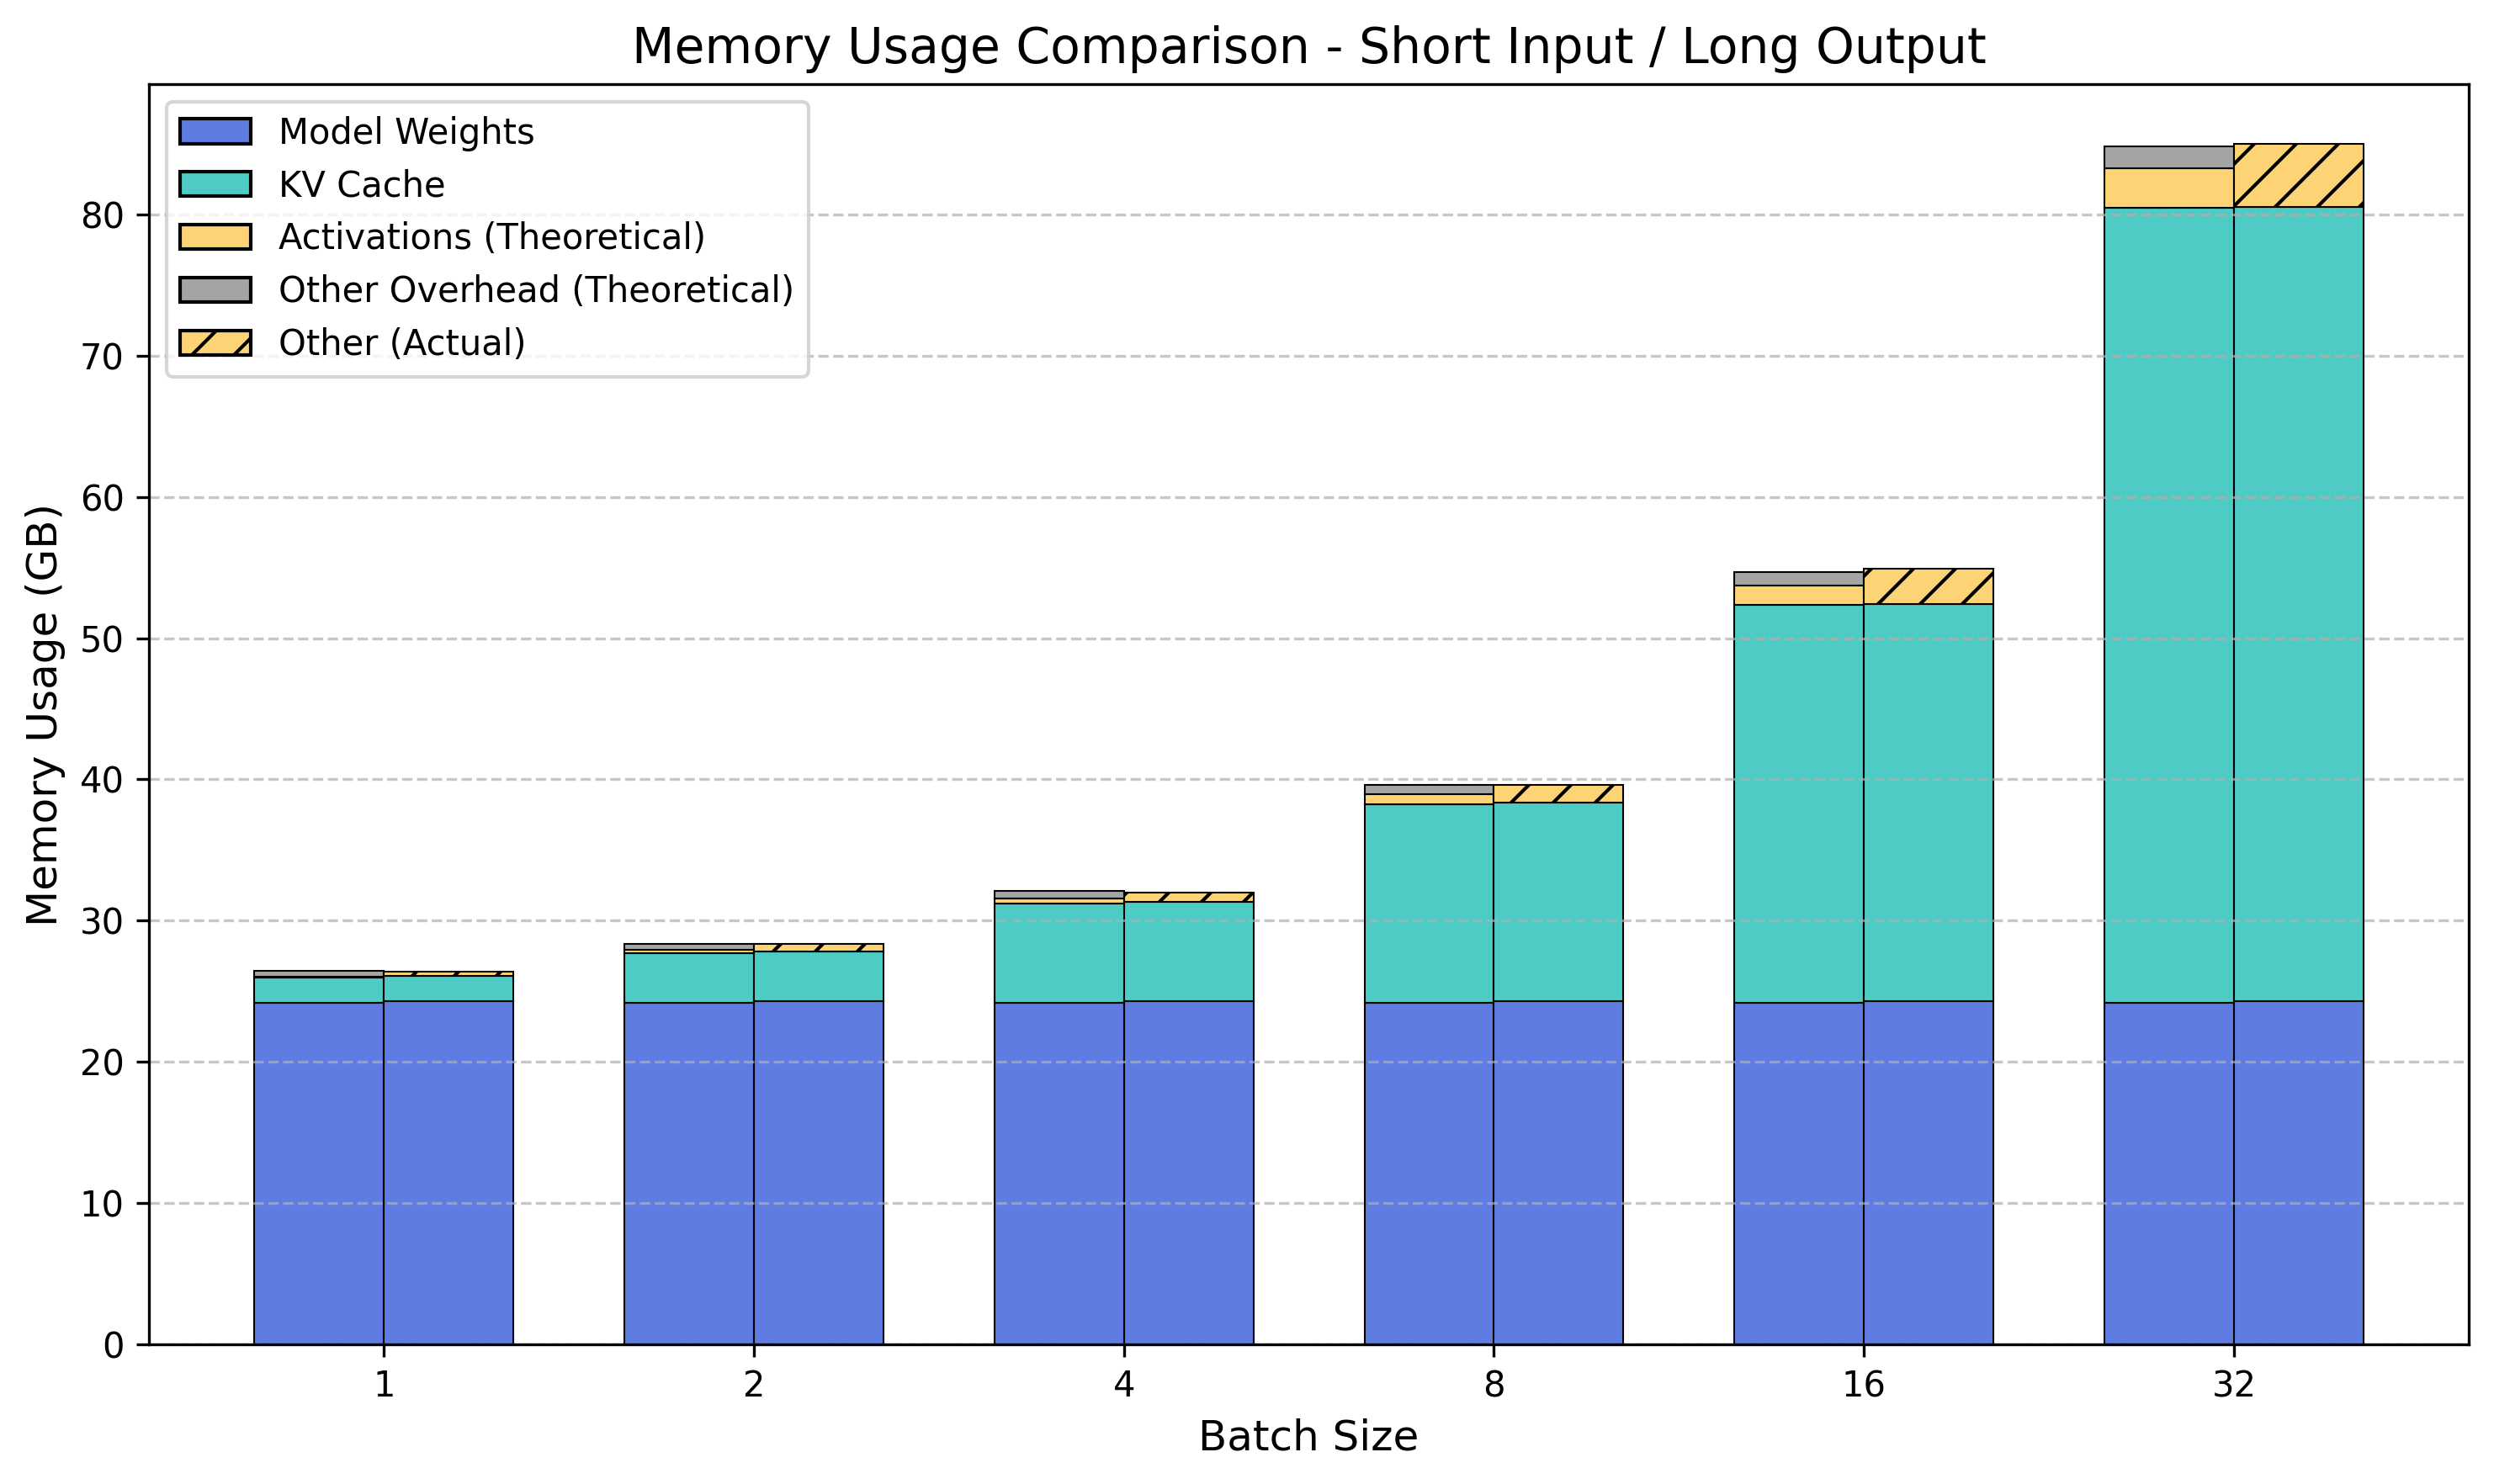 Memory Usage Comparison - Short Input / Long Output
Model Weights
KV Cache
Activations (Theoretical)
Other Overhead (Theoretical)
Other (Actual)
Memory Usage (GB)
80
70
60
50
40
30
20
10
0
1 2 4 8 16 32
Batch Size